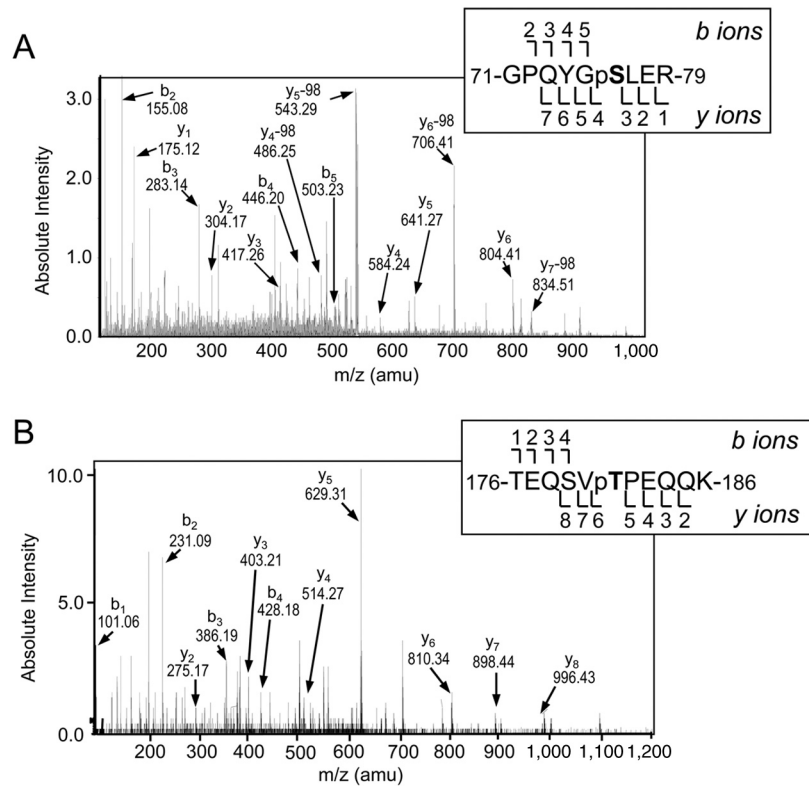 A
2 3 4 5 b ions
71-GPQYGpSLER-79
7 6 5 4 3 2 1 y ions
Absolute Intensity
3.0
2.0
1.0
0.0
b2
155.08
y1
175.12
b3
283.14
y2
304.17
y3
417.26
b4
446.20
y4-98
486.25
b5
503.23
y5-98
543.29
y4
584.24
y5
641.27
y6-98
706.41
y6
804.41
y7-98
834.51
200 300 400 500 600 700 800 900 1,000
m/z (amu)
B
1 2 3 4 b ions
176-TEQSVpTPEQQK-186
8 7 6 5 4 3 2 y ions
Absolute Intensity
10.0
5.0
0.0
b1
101.06
b2
231.09
y2
275.17
b3
386.19
y3
403.21
b4
428.18
y4
514.27
y5
629.31
y6
810.34
y7
898.44
y8
996.43
200 300 400 500 600 700 800 900 1,000 1,100 1,200
m/z (amu)